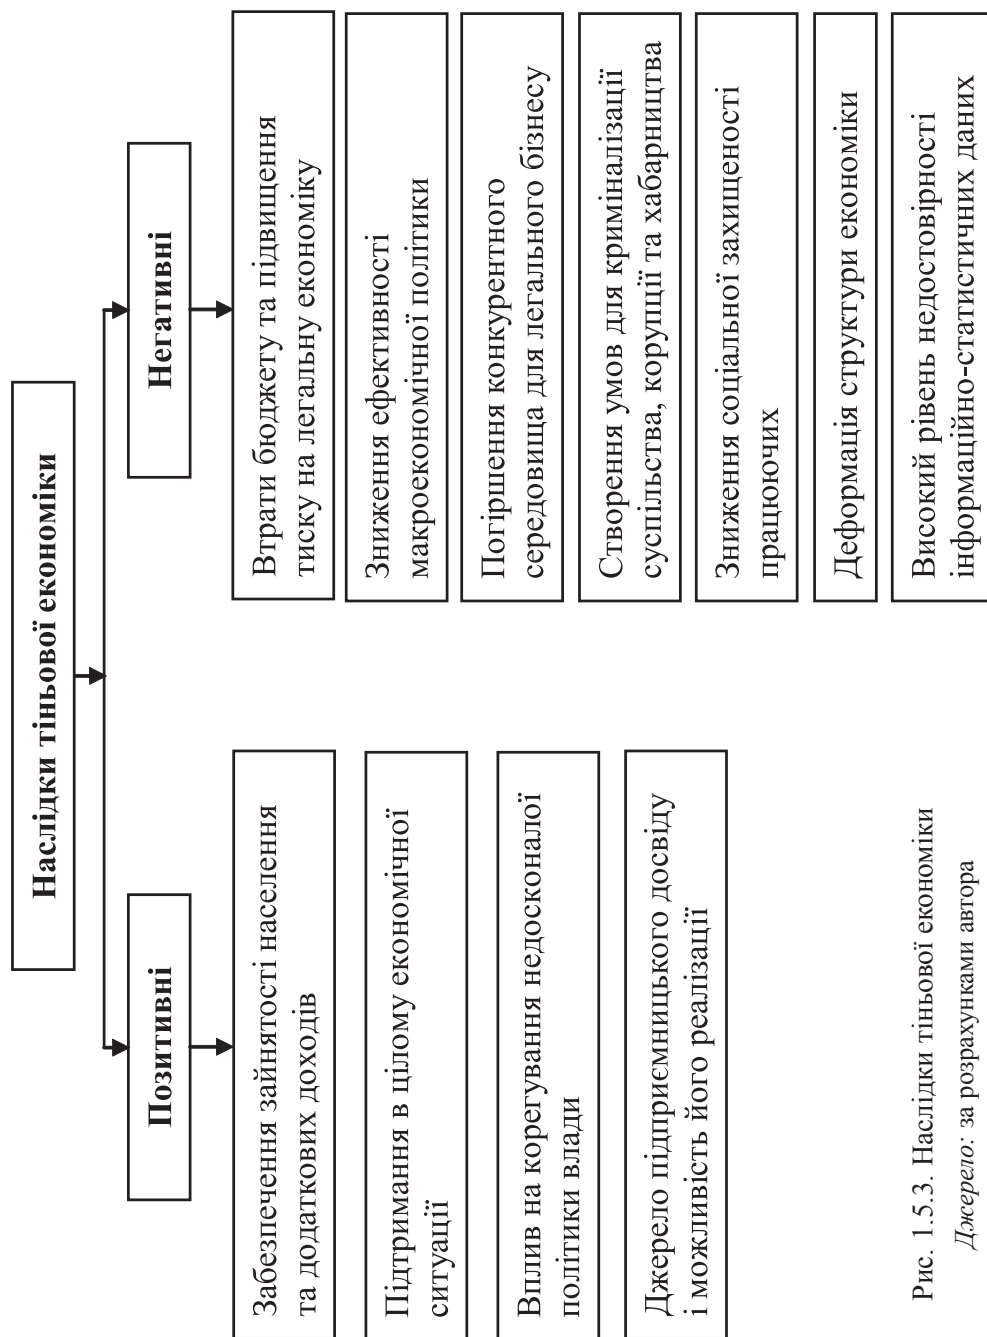 Наслідки тіньової економіки
Позитивні
Забезпечення зайнятості населення
та додаткових доходів
Підтримання в цілому економічної
ситуації
Вплив на корегування недосконалої
політики влади
Джерело підприємницького досвіду
і можливість його реалізації
Негативні
Втрати бюджету та підвищення
тиску на легальну економіку
Зниження ефективності
макроекономічної політики
Погіршення конкурентного
середовища для легального бізнесу
Створення умов для криміналізації
суспільства, корупції та хабарництва
Зниження соціальної захищеності
працюючих
Деформація структури економіки
Високий рівень недостовірності
інформаційно-статистичних даних
Рис. 1.5.3. Наслідки тіньової економіки
Джерело: за розрахунками автора